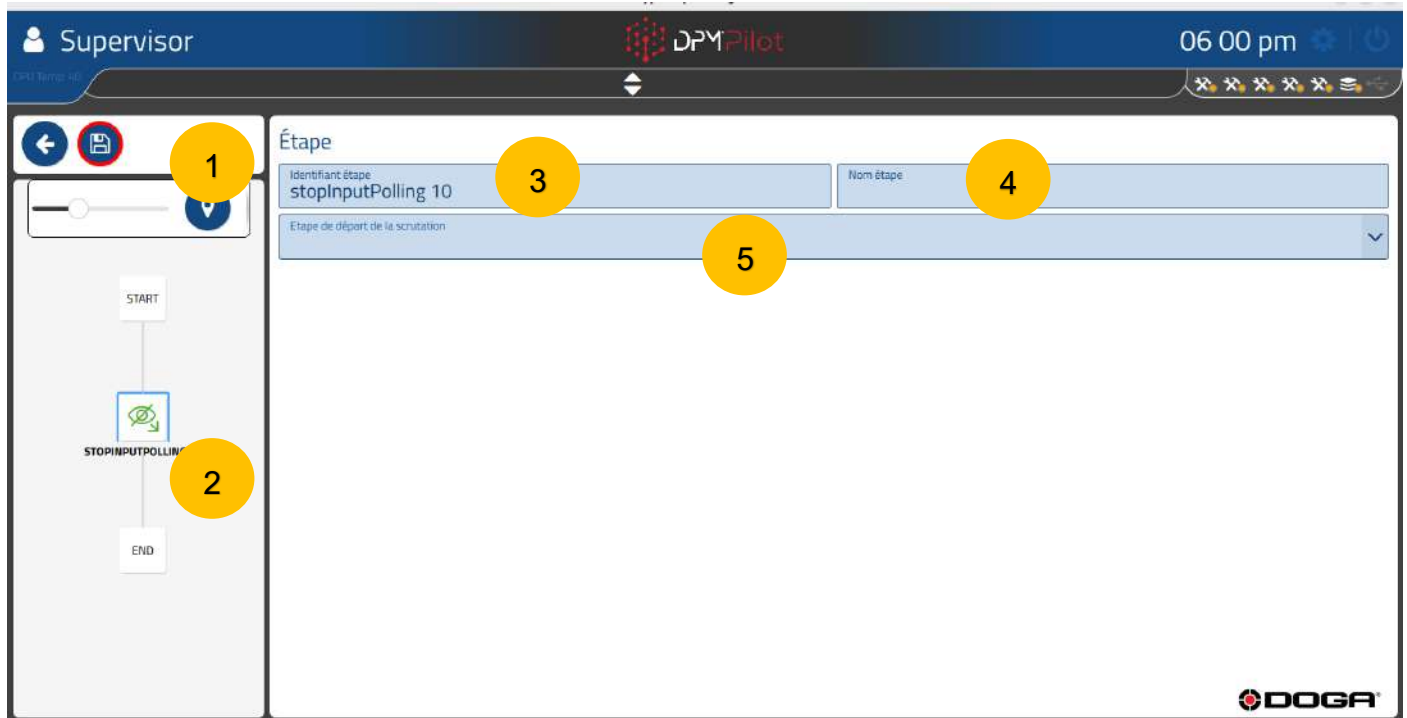 Supervisor
DPMPilot
06 00 pm
1
Étape
Identifiant étape
stopInputPolling 10
3
Nom étape
4
Etape de départ de la scrutation
5
START
STOPINPUTPOLLING
2
END
DOGA